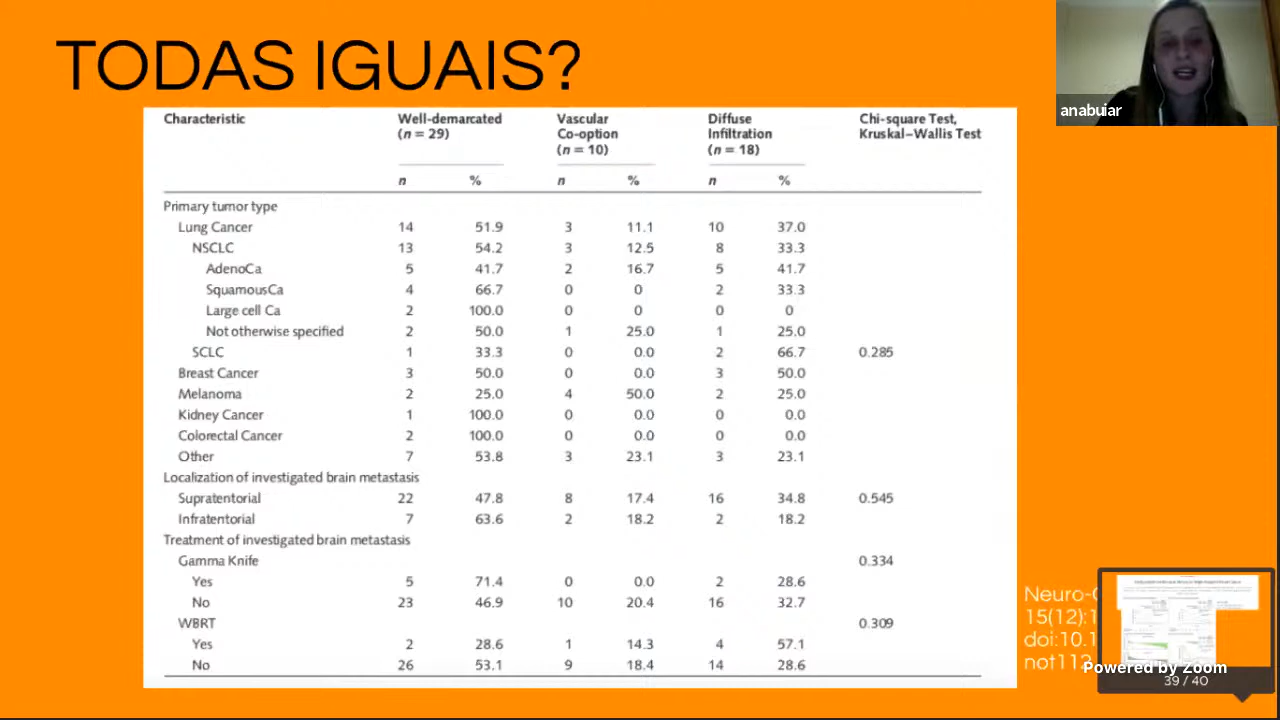 TODAS IGUAIS?
anabuiar
Characteristic Well-demarcated (n = 29) Vascular Co-option (n = 10) Diffuse Infiltration (n = 18) Chi-square Test, Kruskal–Wallis Test
n % n % n %
Primary tumor type
Lung Cancer 14 51.9 3 11.1 10 37.0
NSCLC 13 54.2 3 12.5 8 33.3
AdenoCa 5 41.7 2 16.7 5 41.7
SquamousCa 4 66.7 0 0 2 33.3
Large cell Ca 2 100.0 0 0 0 0
Not otherwise specified 2 50.0 1 25.0 1 25.0
SCLC 1 33.3 0 0.0 2 66.7 0.285
Breast Cancer 3 50.0 0 0.0 3 50.0
Melanoma 2 25.0 4 50.0 2 25.0
Kidney Cancer 1 100.0 0 0.0 0 0.0
Colorectal Cancer 2 100.0 0 0.0 0 0.0
Other 7 53.8 3 23.1 3 23.1
Localization of investigated brain metastasis
Supratentorial 22 47.8 8 17.4 16 34.8 0.545
Infratentorial 7 63.6 2 18.2 2 18.2
Treatment of investigated brain metastasis
Gamma Knife 0.334
Yes 5 71.4 0 0.0 2 28.6
No 23 46.9 10 20.4 16 32.7
WBRT 0.309
Yes 2 28.6 1 14.3 4 57.1
No 26 53.1 9 18.4 14 28.6
Neuro-
15(12):1
doi:10.1
not112
Powered by Zoom
39 / 40